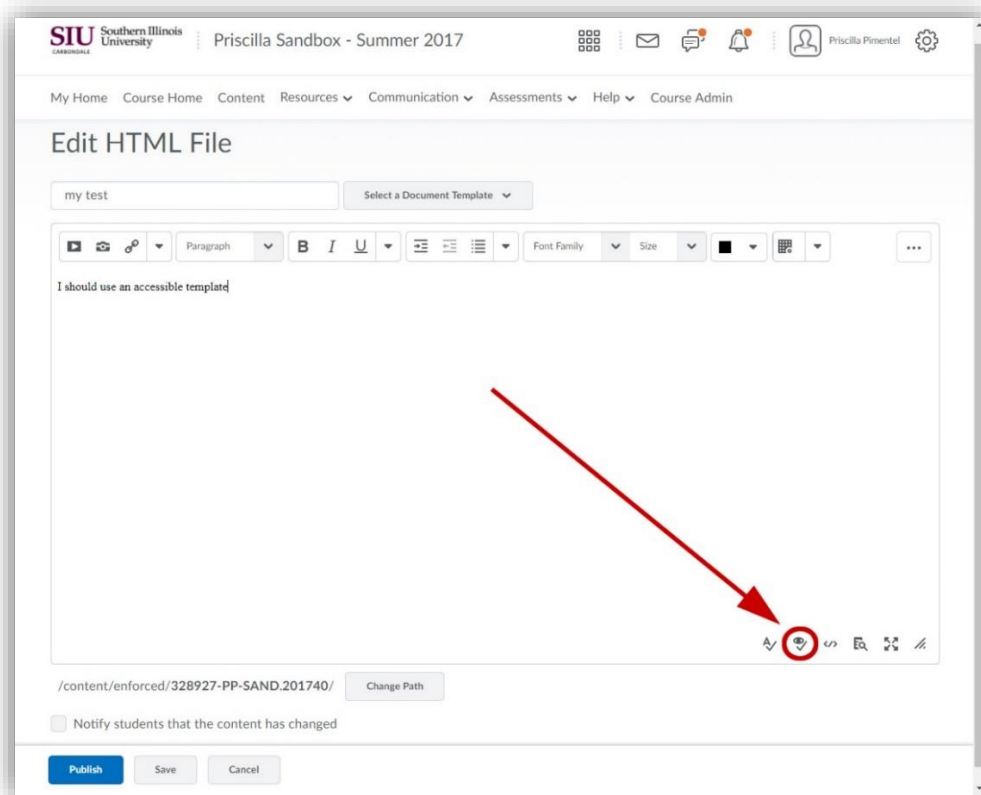 SIU Southern Illinois University
CARBONDALE
Priscilla Sandbox - Summer 2017
Priscilla Pimentel
My Home Course Home Content Resources Communication Assessments Help Course Admin
Edit HTML File
my test
Select a Document Template
Paragraph B I U Font Family Size ...
I should use an accessible template
/content/enforced/328927-PP-SAND.201740/ Change Path
Notify students that the content has changed
Publish Save Cancel